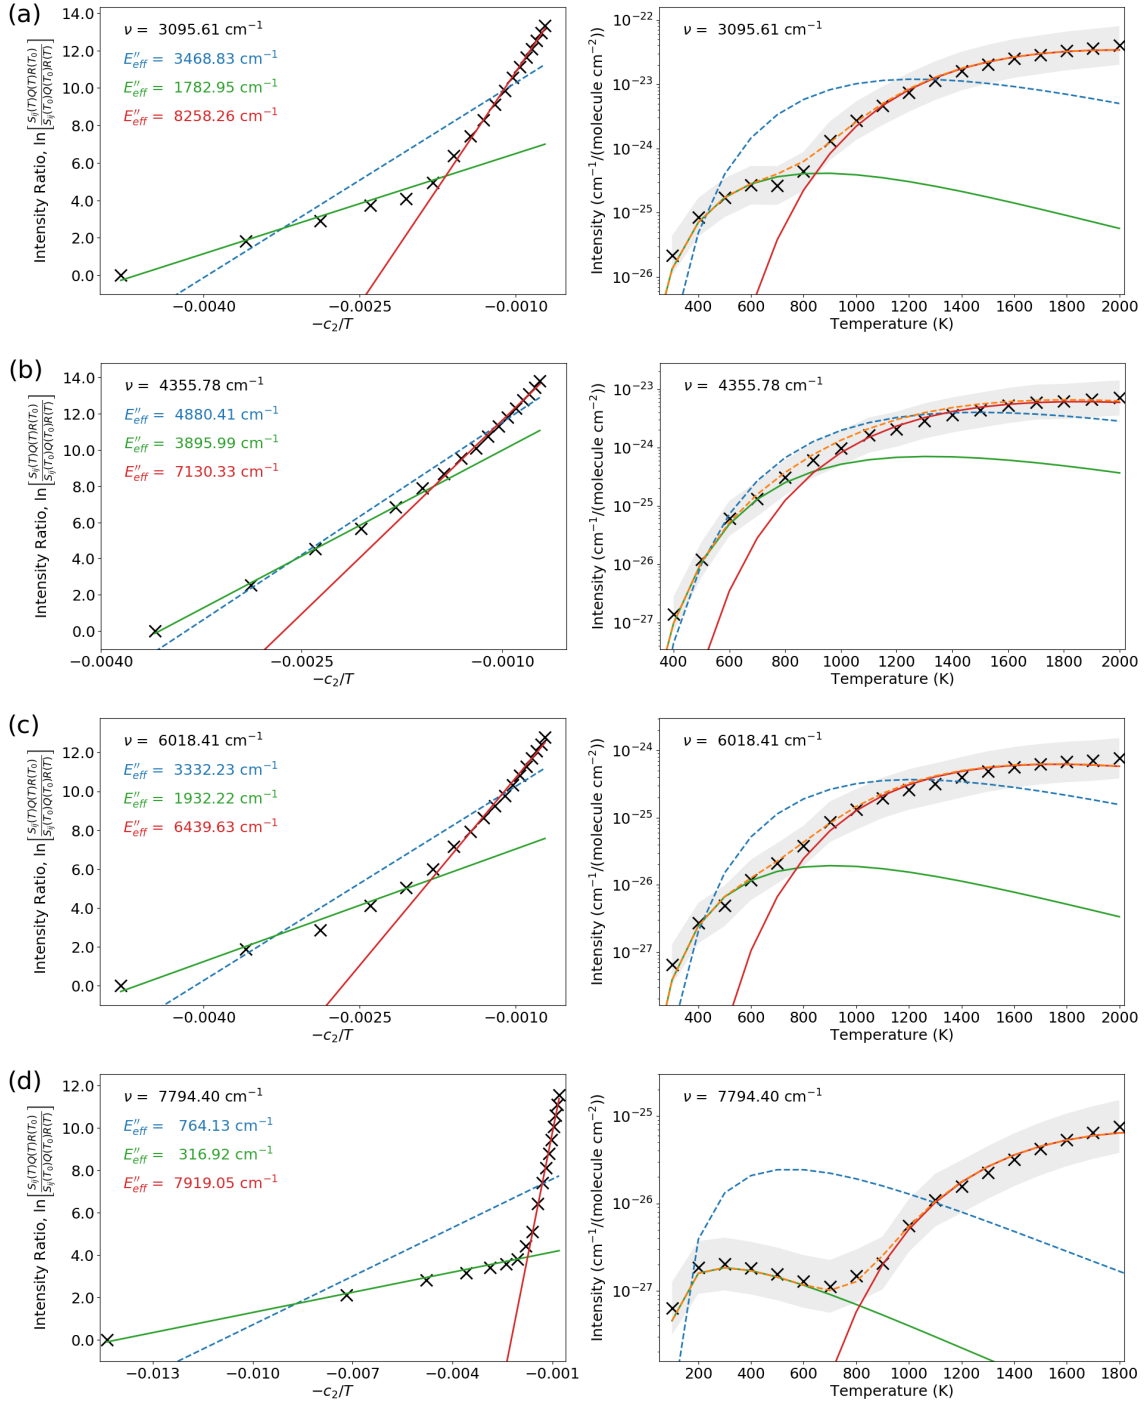 (a)
ν = 3095.61 cm⁻¹
E″eff = 3468.83 cm⁻¹
E″eff = 1782.95 cm⁻¹
E″eff = 8258.26 cm⁻¹
Intensity Ratio, ln[Sij(T)Q(T)R(T0)/Sij(T0)Q(T0)R(T)]
14.0
12.0
10.0
8.0
6.0
4.0
2.0
0.0
−0.0040 −0.0025 −0.0010
−c2/T
ν = 3095.61 cm⁻¹
Intensity (cm⁻¹/(molecule cm⁻²))
10⁻²²
10⁻²³
10⁻²⁴
10⁻²⁵
10⁻²⁶
400 600 800 1000 1200 1400 1600 1800 2000
Temperature (K)
(b)
ν = 4355.78 cm⁻¹
E″eff = 4880.41 cm⁻¹
E″eff = 3895.99 cm⁻¹
E″eff = 7130.33 cm⁻¹
Intensity Ratio, ln[Sij(T)Q(T)R(T0)/Sij(T0)Q(T0)R(T)]
14.0
12.0
10.0
8.0
6.0
4.0
2.0
0.0
−0.0040 −0.0025 −0.0010
−c2/T
ν = 4355.78 cm⁻¹
Intensity (cm⁻¹/(molecule cm⁻²))
10⁻²³
10⁻²⁴
10⁻²⁵
10⁻²⁶
10⁻²⁷
400 600 800 1000 1200 1400 1600 1800 2000
Temperature (K)
(c)
ν = 6018.41 cm⁻¹
E″eff = 3332.23 cm⁻¹
E″eff = 1932.22 cm⁻¹
E″eff = 6439.63 cm⁻¹
Intensity Ratio, ln[Sij(T)Q(T)R(T0)/Sij(T0)Q(T0)R(T)]
12.0
10.0
8.0
6.0
4.0
2.0
0.0
−0.0040 −0.0025 −0.0010
−c2/T
ν = 6018.41 cm⁻¹
Intensity (cm⁻¹/(molecule cm⁻²))
10⁻²⁴
10⁻²⁵
10⁻²⁶
10⁻²⁷
400 600 800 1000 1200 1400 1600 1800 2000
Temperature (K)
(d)
ν = 7794.40 cm⁻¹
E″eff = 764.13 cm⁻¹
E″eff = 316.92 cm⁻¹
E″eff = 7919.05 cm⁻¹
Intensity Ratio, ln[Sij(T)Q(T)R(T0)/Sij(T0)Q(T0)R(T)]
12.0
10.0
8.0
6.0
4.0
2.0
0.0
−0.013 −0.010 −0.007 −0.004 −0.001
−c2/T
ν = 7794.40 cm⁻¹
Intensity (cm⁻¹/(molecule cm⁻²))
10⁻²⁵
10⁻²⁶
10⁻²⁷
200 400 600 800 1000 1200 1400 1600 1800
Temperature (K)